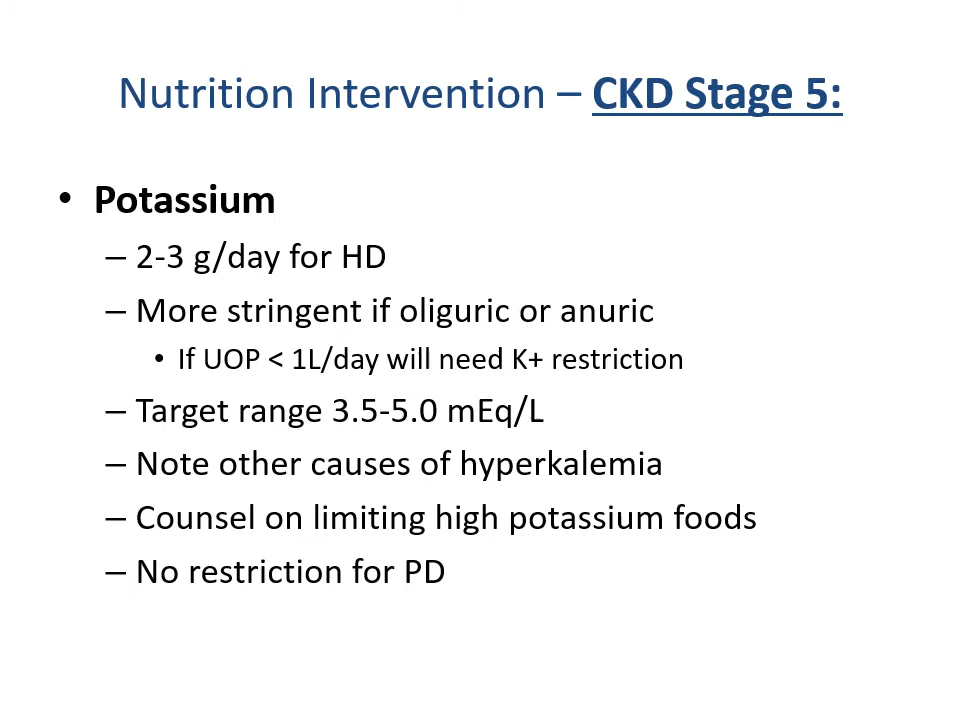 Nutrition Intervention – CKD Stage 5:
• Potassium
– 2-3 g/day for HD
– More stringent if oliguric or anuric
• If UOP < 1L/day will need K+ restriction
– Target range 3.5-5.0 mEq/L
– Note other causes of hyperkalemia
– Counsel on limiting high potassium foods
– No restriction for PD